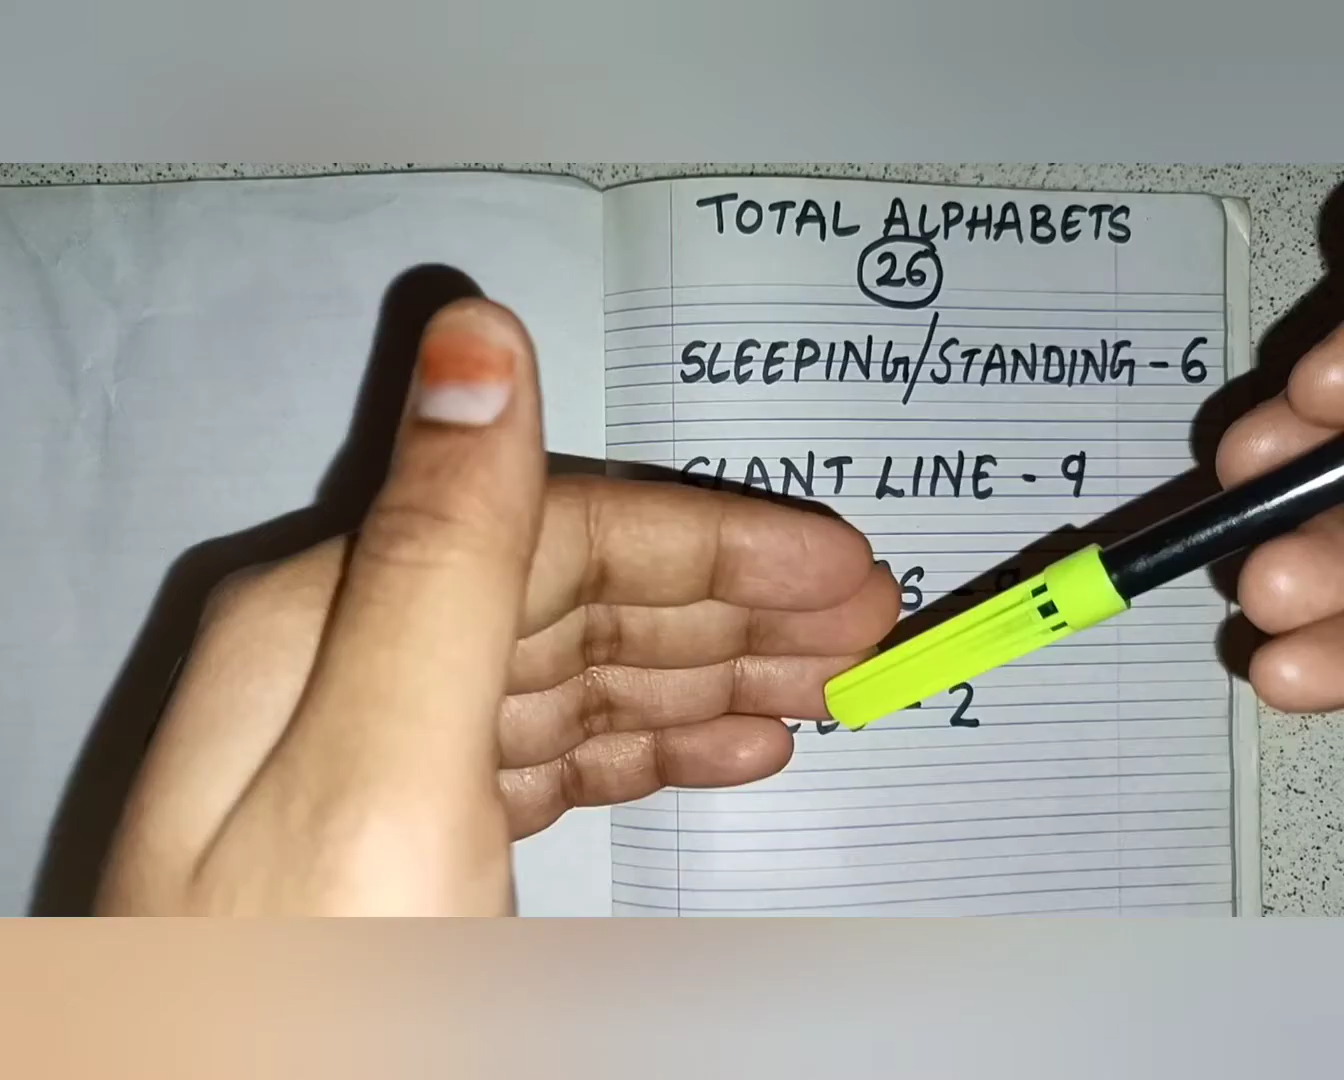 TOTAL ALPHABETS
26
SLEEPING/STANDING - 6
SLANT LINE - 9
2